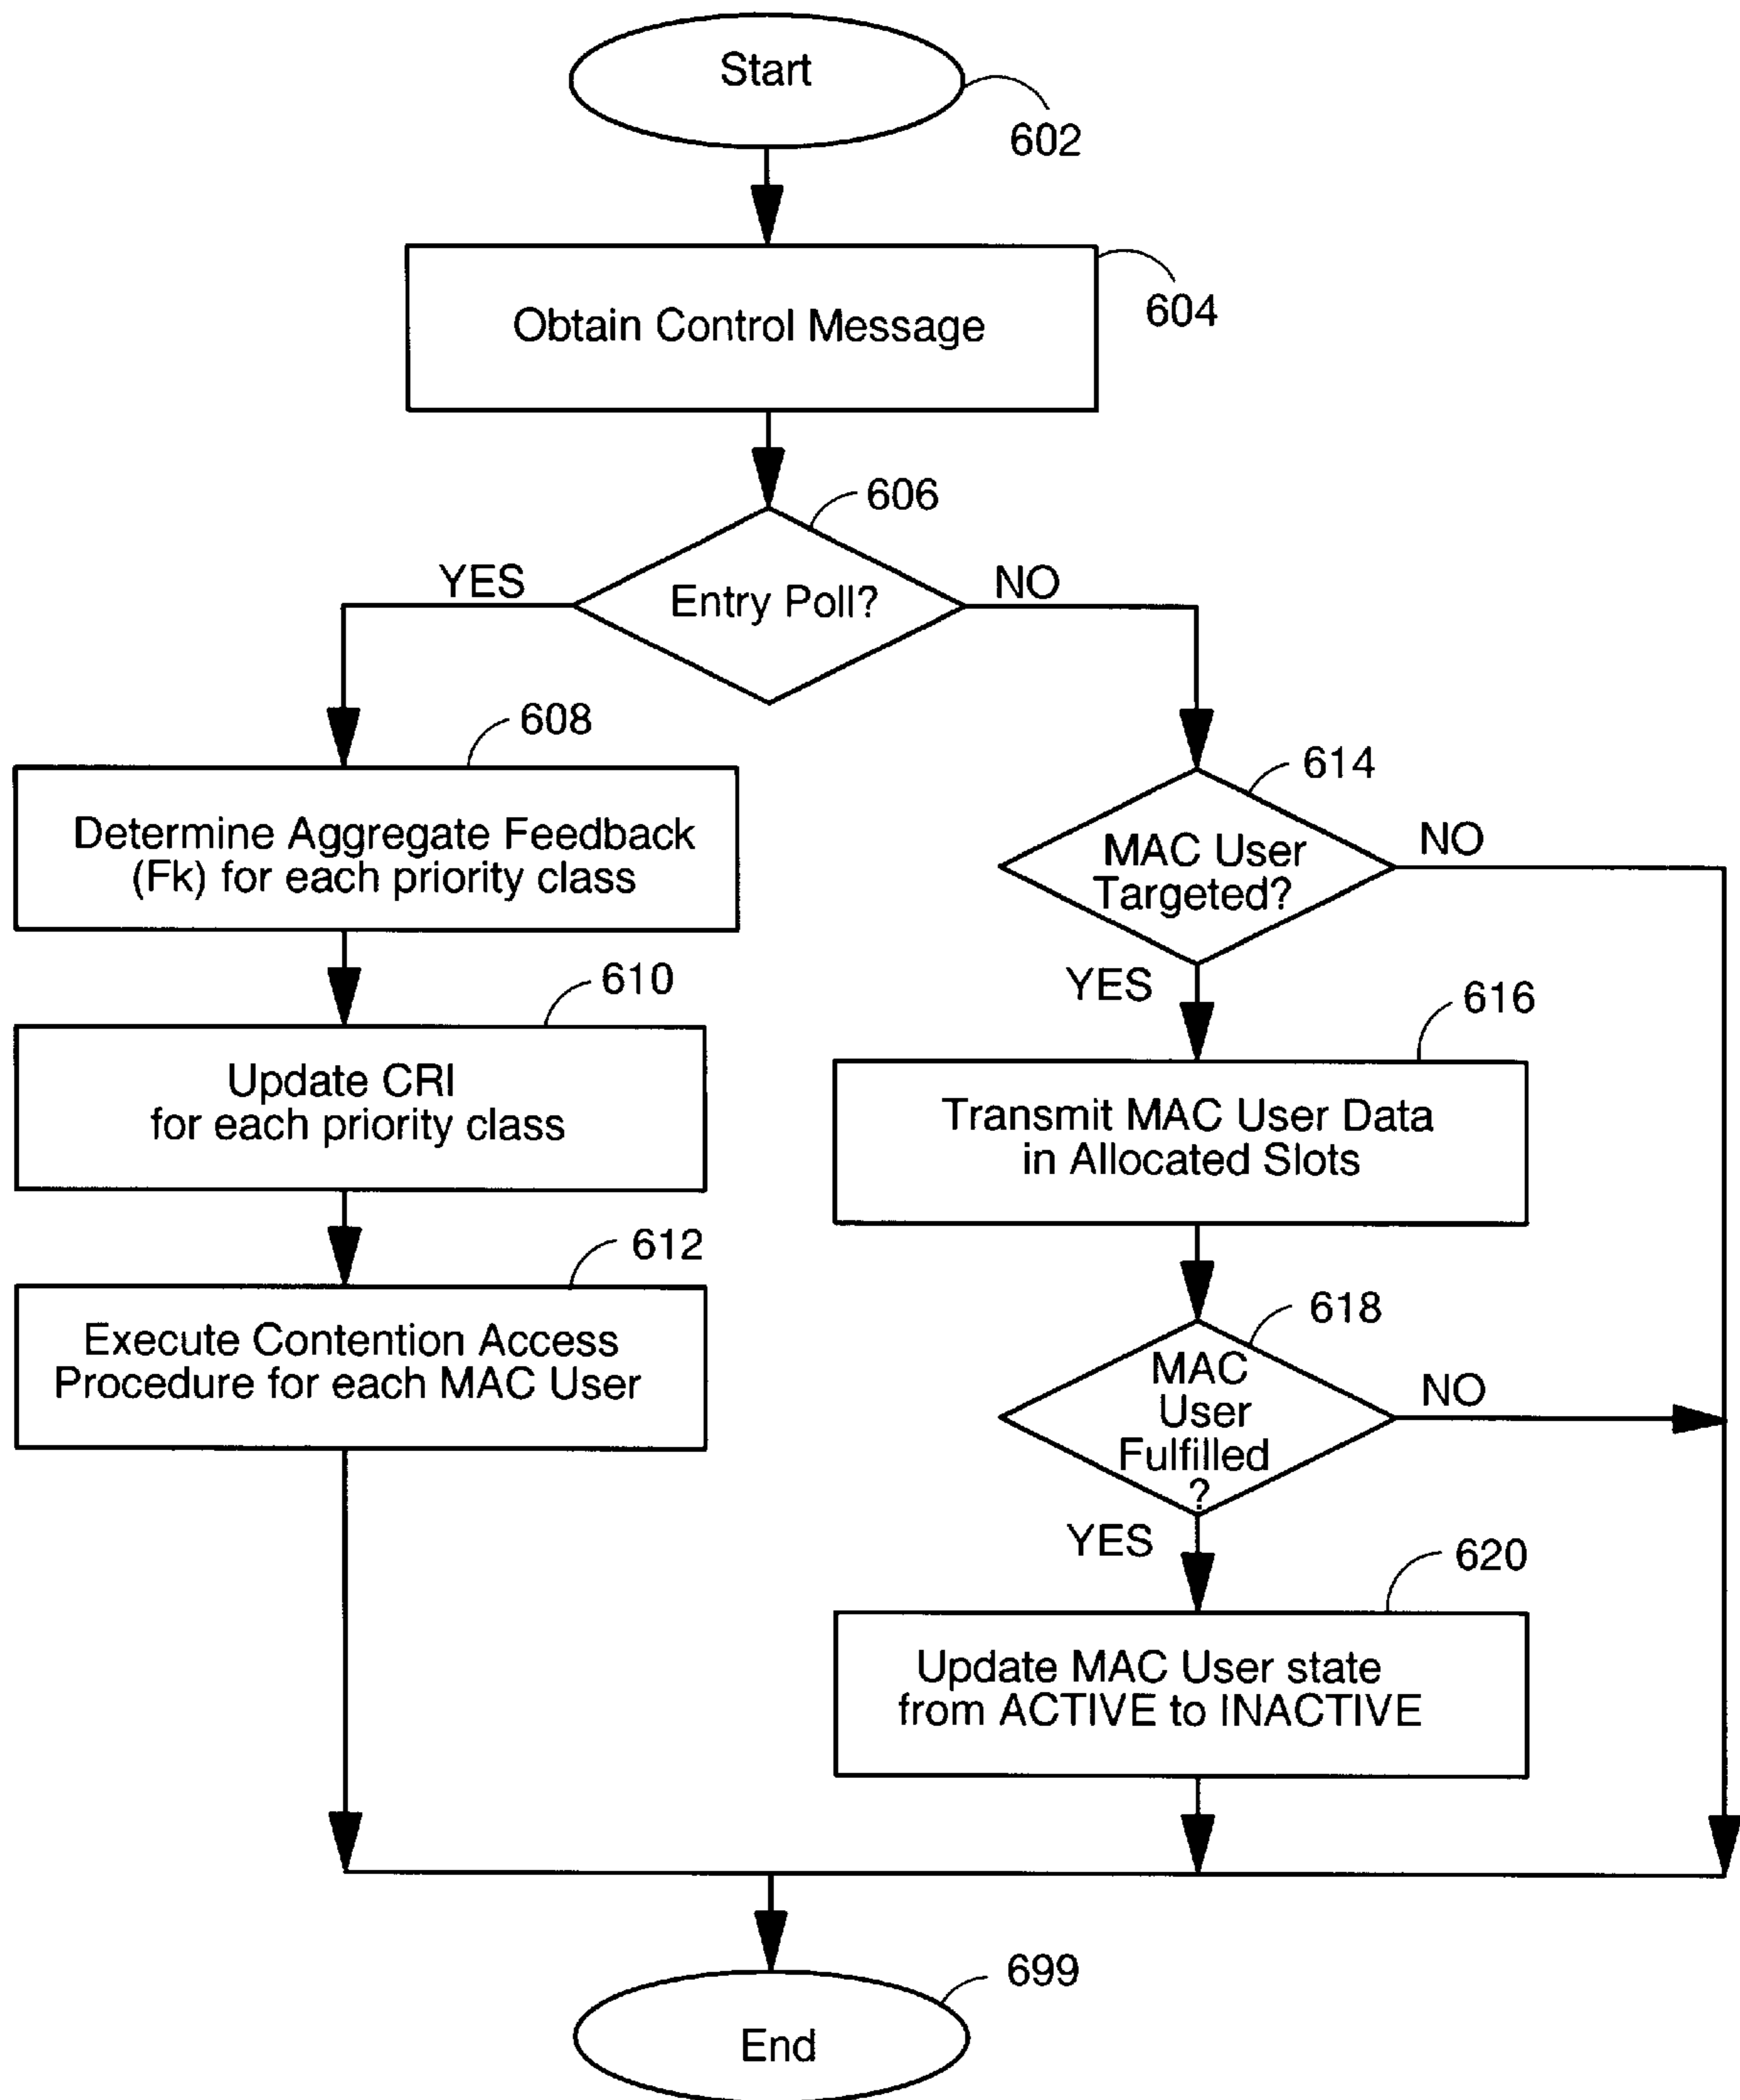 Start
602
Obtain Control Message
604
606
YES
Entry Poll?
NO
608
Determine Aggregate Feedback
(Fk) for each priority class
610
Update CRI
for each priority class
612
Execute Contention Access
Procedure for each MAC User
614
MAC User
Targeted?
NO
YES
616
Transmit MAC User Data
in Allocated Slots
618
MAC
User
Fulfilled
?
NO
YES
620
Update MAC User state
from ACTIVE to INACTIVE
699
End